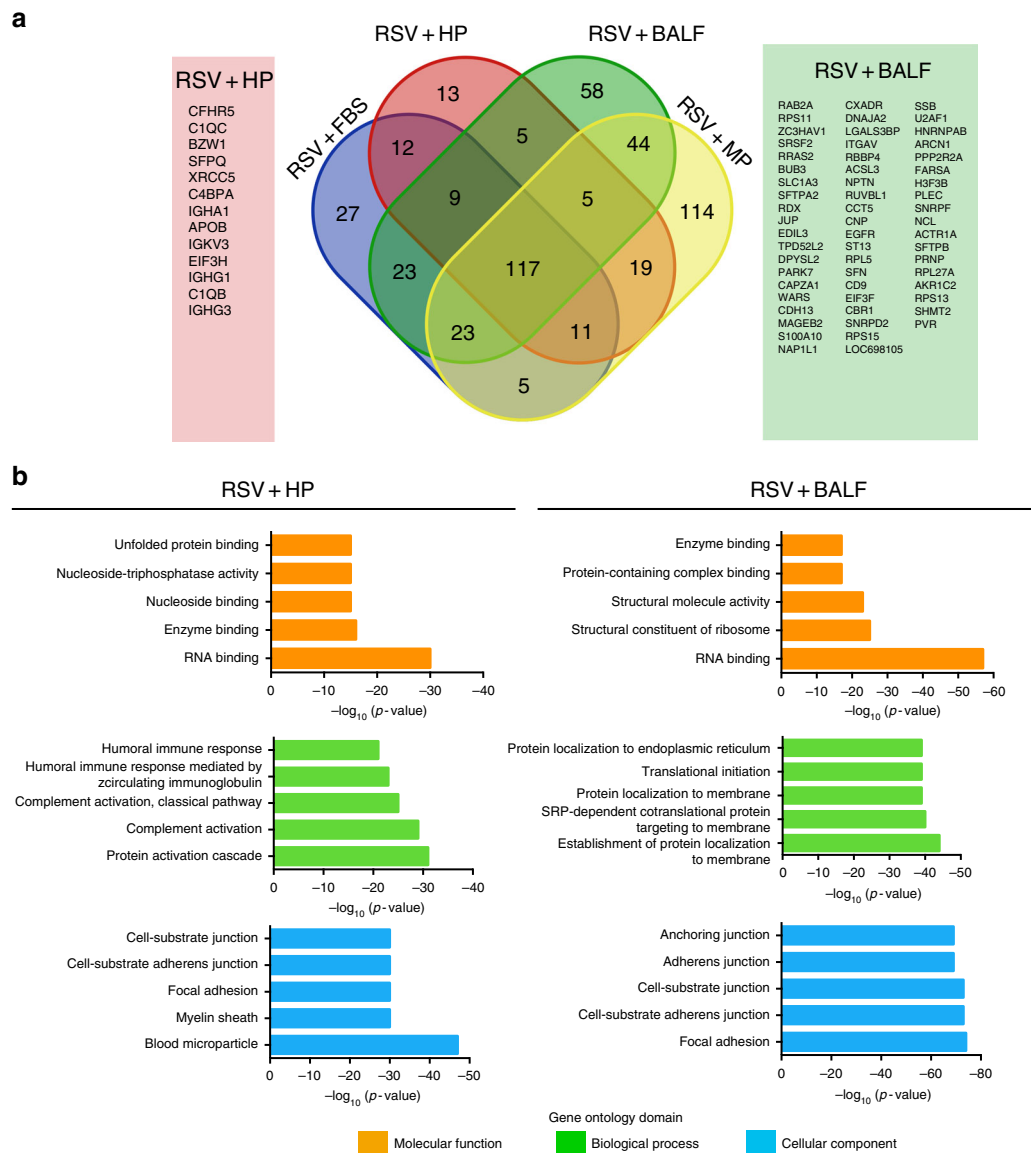 a
RSV + HP
RSV + BALF
RSV + FBS
RSV + MP
13
58
12
5
44
27
9
5
114
23
117
19
23
11
5
RSV + HP
CFHR5
C1QC
BZW1
SFPQ
XRCC5
C4BPA
IGHA1
APOB
IGKV3
EIF3H
IGHG1
C1QB
IGHG3
RSV + BALF
RAB2A
RPS11
ZC3HAV1
SRSF2
RRAS2
BUB3
SLC1A3
SFTPA2
RDX
JUP
EDIL3
TPD52L2
DPYSL2
PARK7
CAPZA1
WARS
CDH13
MAGEB2
S100A10
NAP1L1
CXADR
DNAJA2
LGALS3BP
ITGAV
RBBP4
ACSL3
NPTN
RUVBL1
CCT5
CNP
EGFR
ST13
RPL5
SFN
CD9
EIF3F
CBR1
SNRPD2
RPS15
LOC698105
SSB
U2AF1
HNRNPAB
ARCN1
PPP2R2A
FARSA
H3F3B
PLEC
SNRPF
NCL
ACTR1A
SFTPB
PRNP
RPL27A
AKR1C2
RPS13
SHMT2
PVR
b
RSV + HP
Unfolded protein binding
Nucleoside-triphosphatase activity
Nucleoside binding
Enzyme binding
RNA binding
0 –10 –20 –30 –40
–log10 (p-value)
Humoral immune response
Humoral immune response mediated by
zcirculating immunoglobulin
Complement activation, classical pathway
Complement activation
Protein activation cascade
0 –10 –20 –30 –40
–log10 (p-value)
Cell-substrate junction
Cell-substrate adherens junction
Focal adhesion
Myelin sheath
Blood microparticle
0 –10 –20 –30 –40 –50
–log10 (p-value)
RSV + BALF
Enzyme binding
Protein-containing complex binding
Structural molecule activity
Structural constituent of ribosome
RNA binding
0 –10 –20 –30 –40 –50 –60
–log10 (p-value)
Protein localization to endoplasmic reticulum
Translational initiation
Protein localization to membrane
SRP-dependent cotranslational protein
targeting to membrane
Establishment of protein localization
to membrane
0 –10 –20 –30 –40 –50
–log10 (p-value)
Anchoring junction
Adherens junction
Cell-substrate junction
Cell-substrate adherens junction
Focal adhesion
0 –20 –40 –60 –80
–log10 (p-value)
Gene ontology domain
Molecular function
Biological process
Cellular component